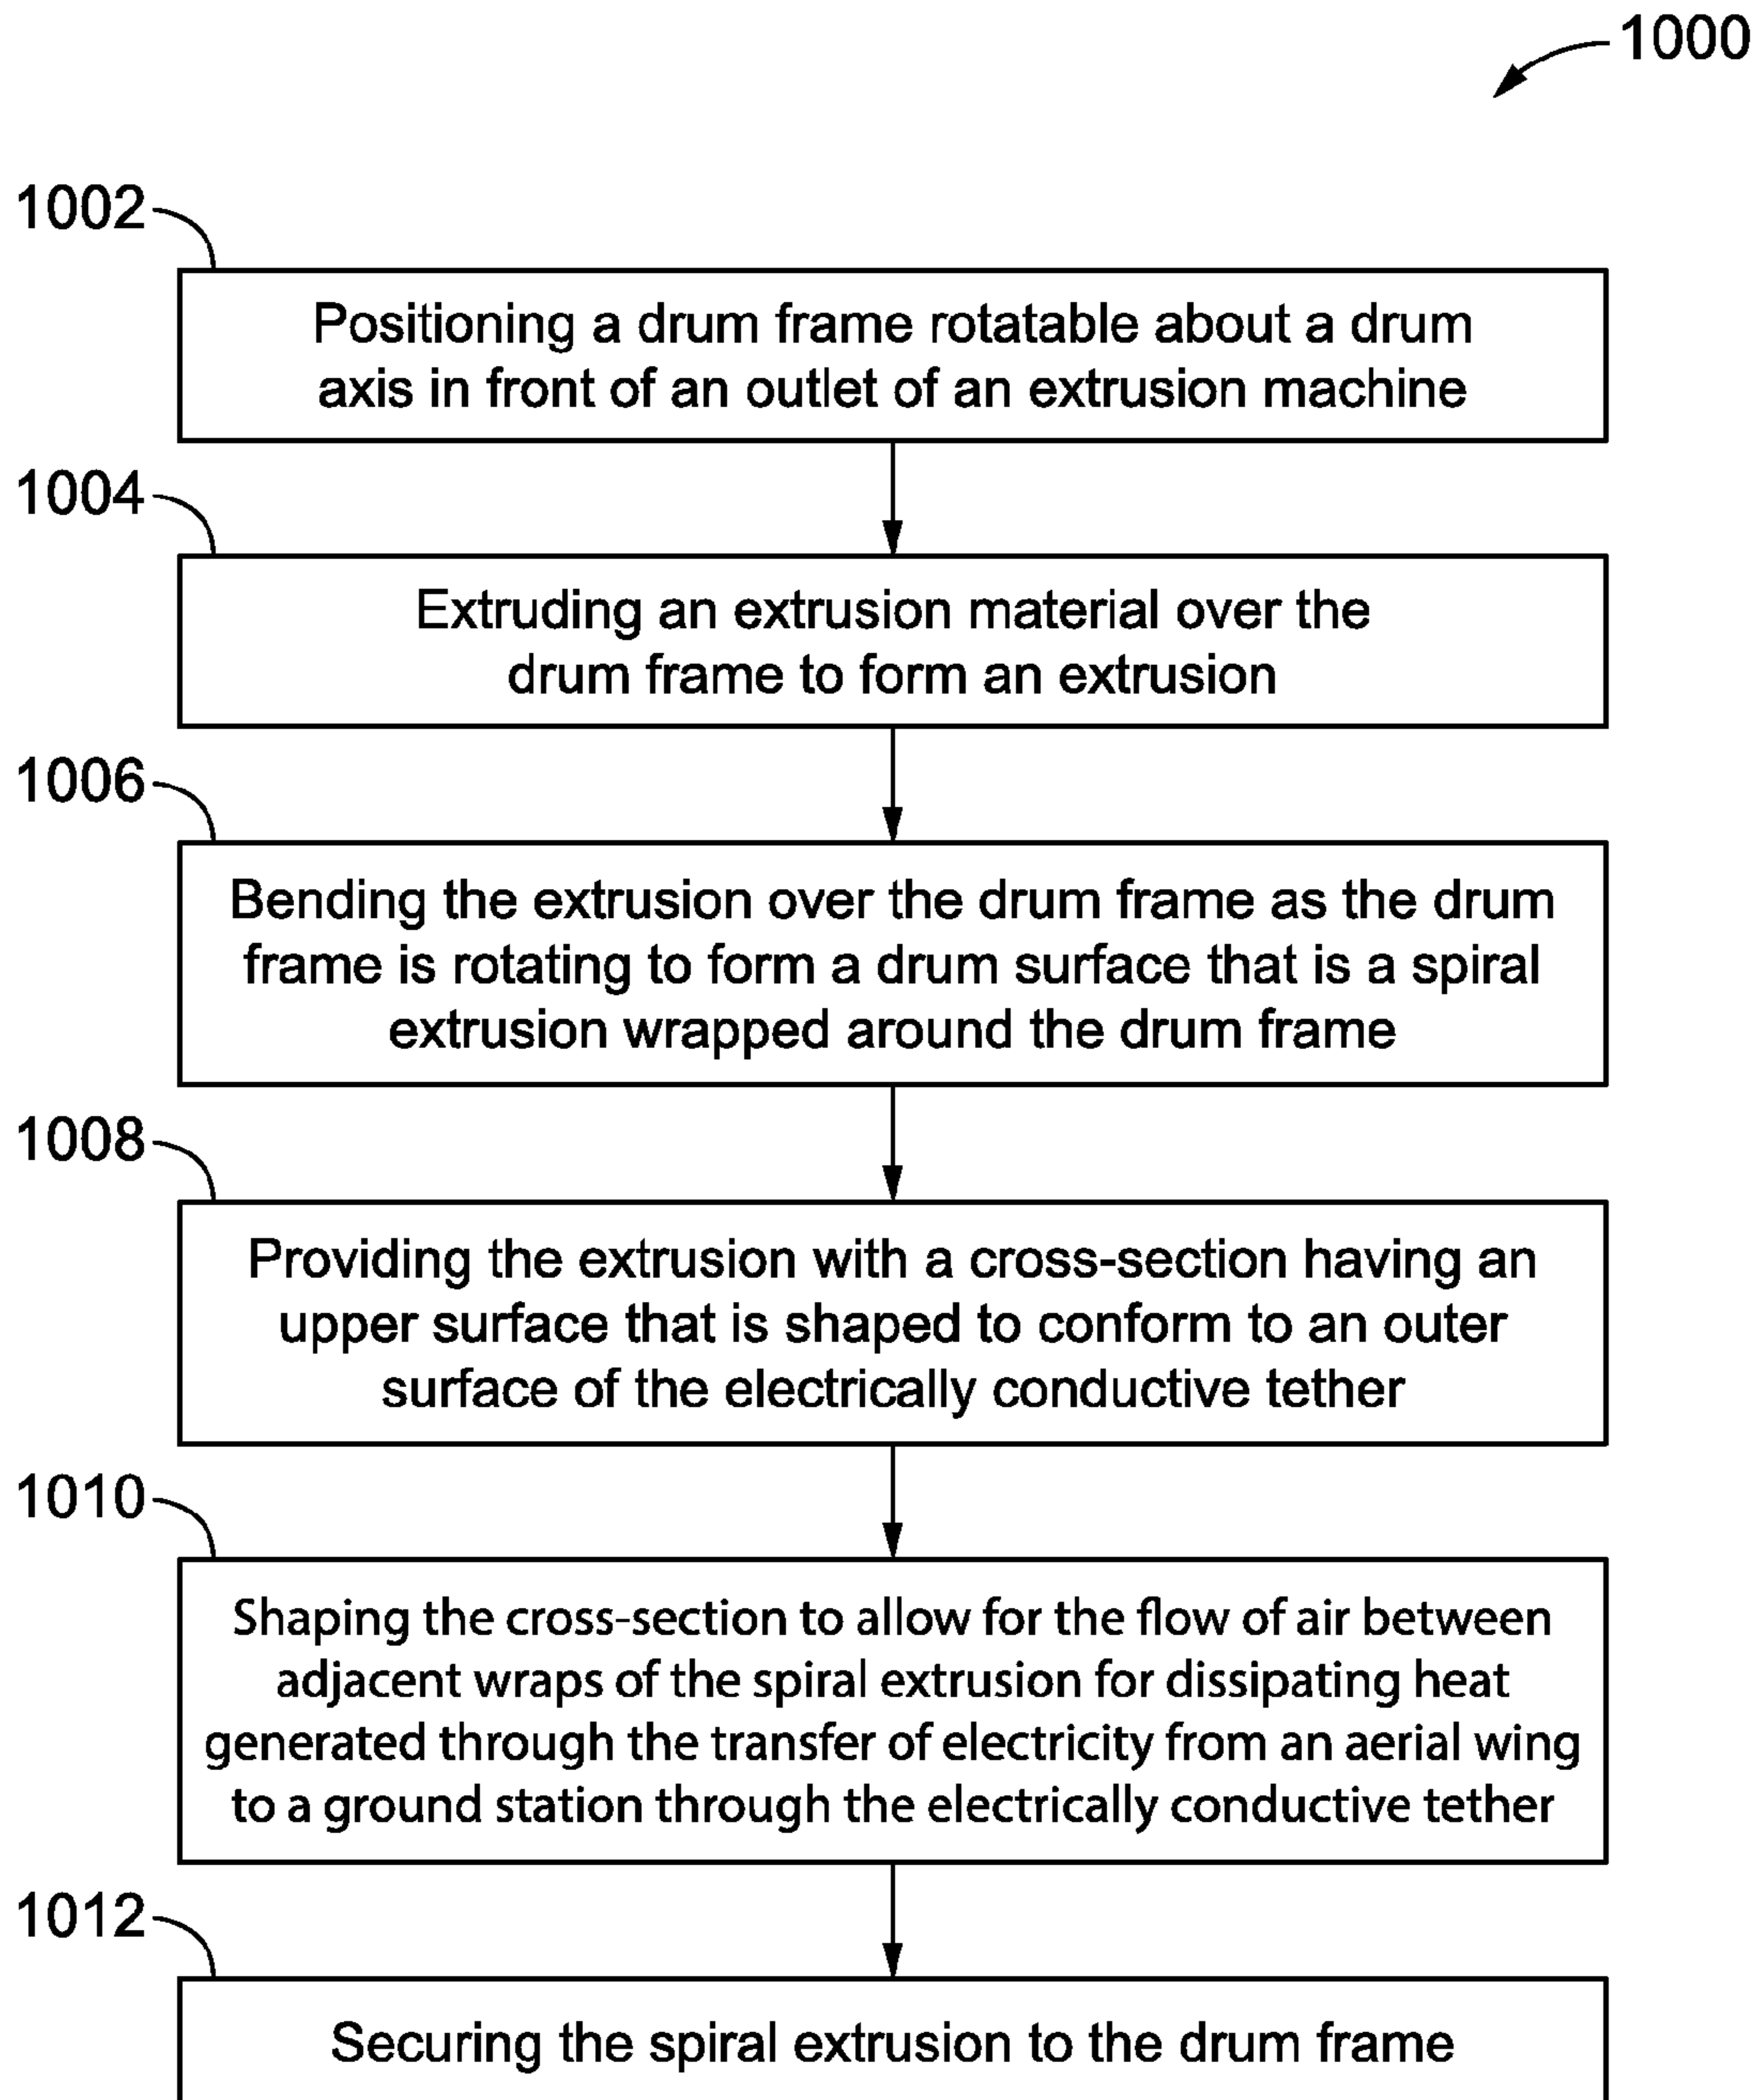 1000
1002
Positioning a drum frame rotatable about a drum
axis in front of an outlet of an extrusion machine
1004
Extruding an extrusion material over the
drum frame to form an extrusion
1006
Bending the extrusion over the drum frame as the drum
frame is rotating to form a drum surface that is a spiral
extrusion wrapped around the drum frame
1008
Providing the extrusion with a cross-section having an
upper surface that is shaped to conform to an outer
surface of the electrically conductive tether
1010
Shaping the cross-section to allow for the flow of air between
adjacent wraps of the spiral extrusion for dissipating heat
generated through the transfer of electricity from an aerial wing
to a ground station through the electrically conductive tether
1012
Securing the spiral extrusion to the drum frame